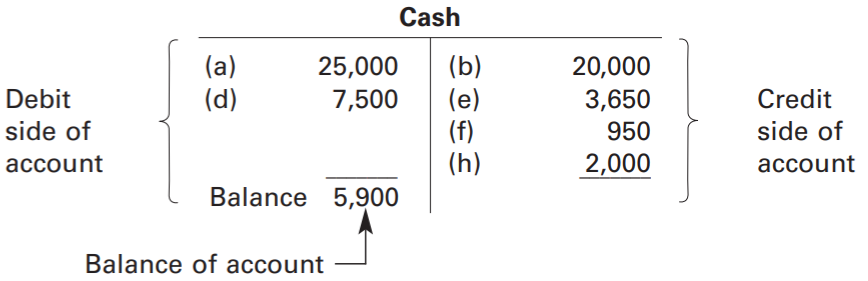 Cash
(a) 25,000 (b) 20,000
Debit (d) 7,500 (e) 3,650 Credit
side of (f) 950 side of
account (h) 2,000 account
Balance 5,900
Balance of account